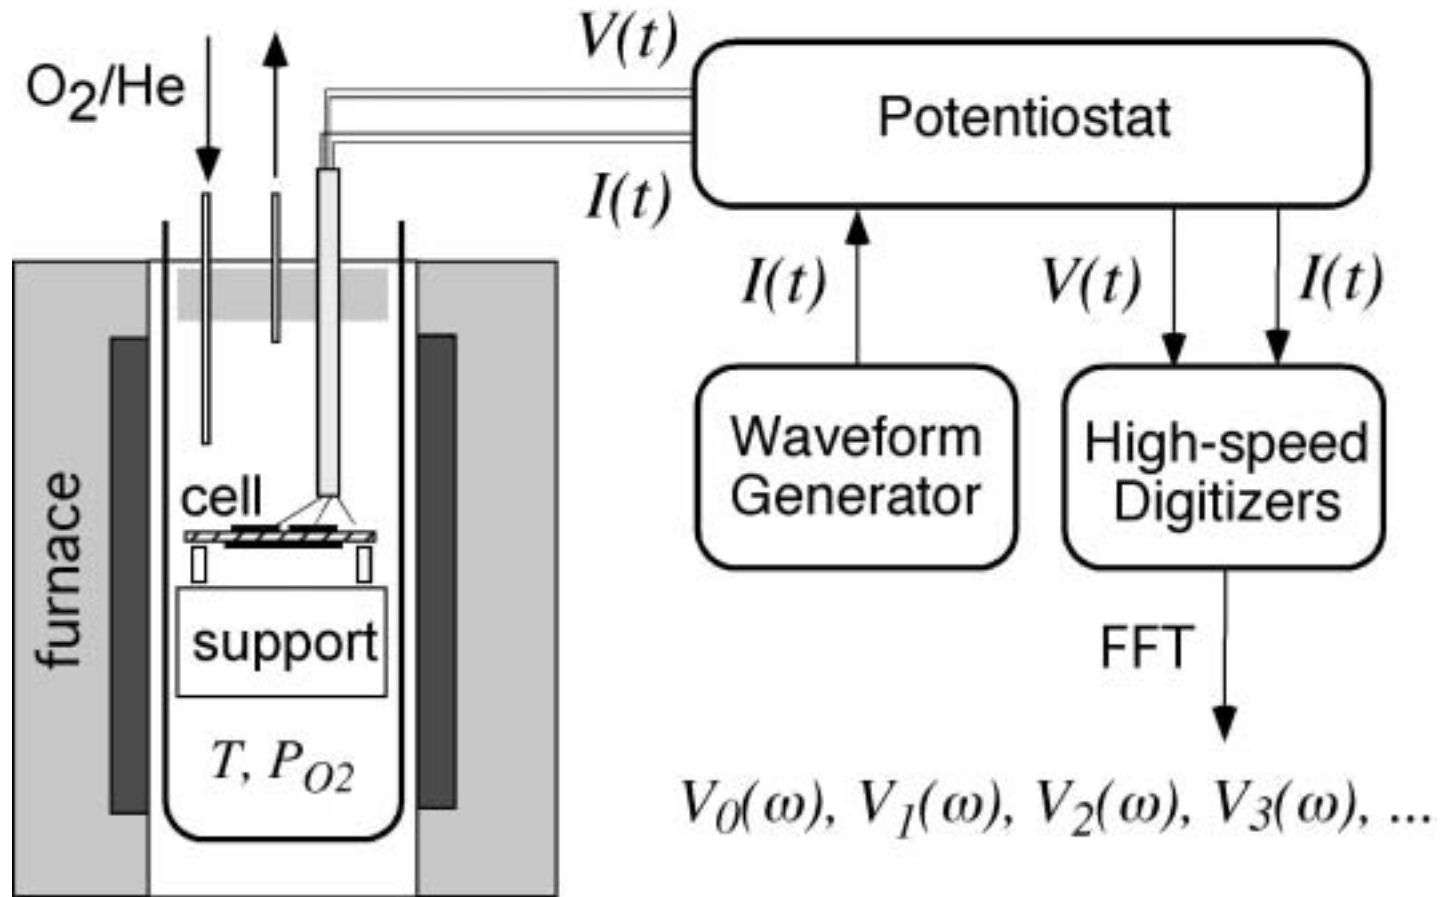 O2/He
V(t)
I(t)
Potentiostat
I(t)
V(t)
I(t)
Waveform
Generator
High-speed
Digitizers
furnace
cell
support
T, PO2
FFT
V0(ω), V1(ω), V2(ω), V3(ω), ...